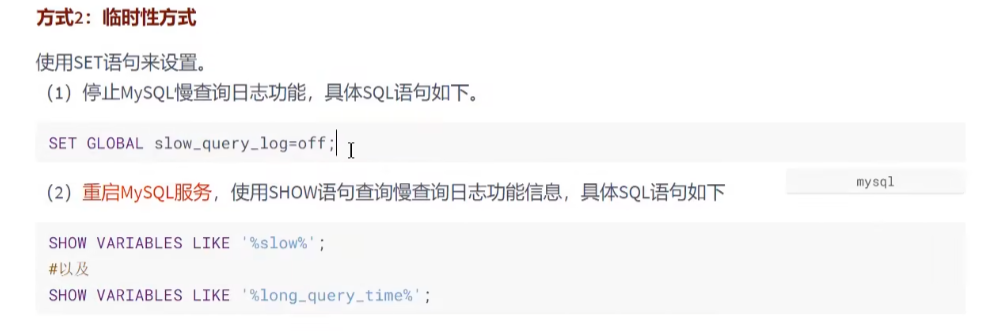 方式2：临时性方式
使用SET语句来设置。
（1）停止MySQL慢查询日志功能，具体SQL语句如下。
SET GLOBAL slow_query_log=off;
（2）重启MySQL服务，使用SHOW语句查询慢查询日志功能信息，具体SQL语句如下
mysql
SHOW VARIABLES LIKE '%slow%';
#以及
SHOW VARIABLES LIKE '%long_query_time%';